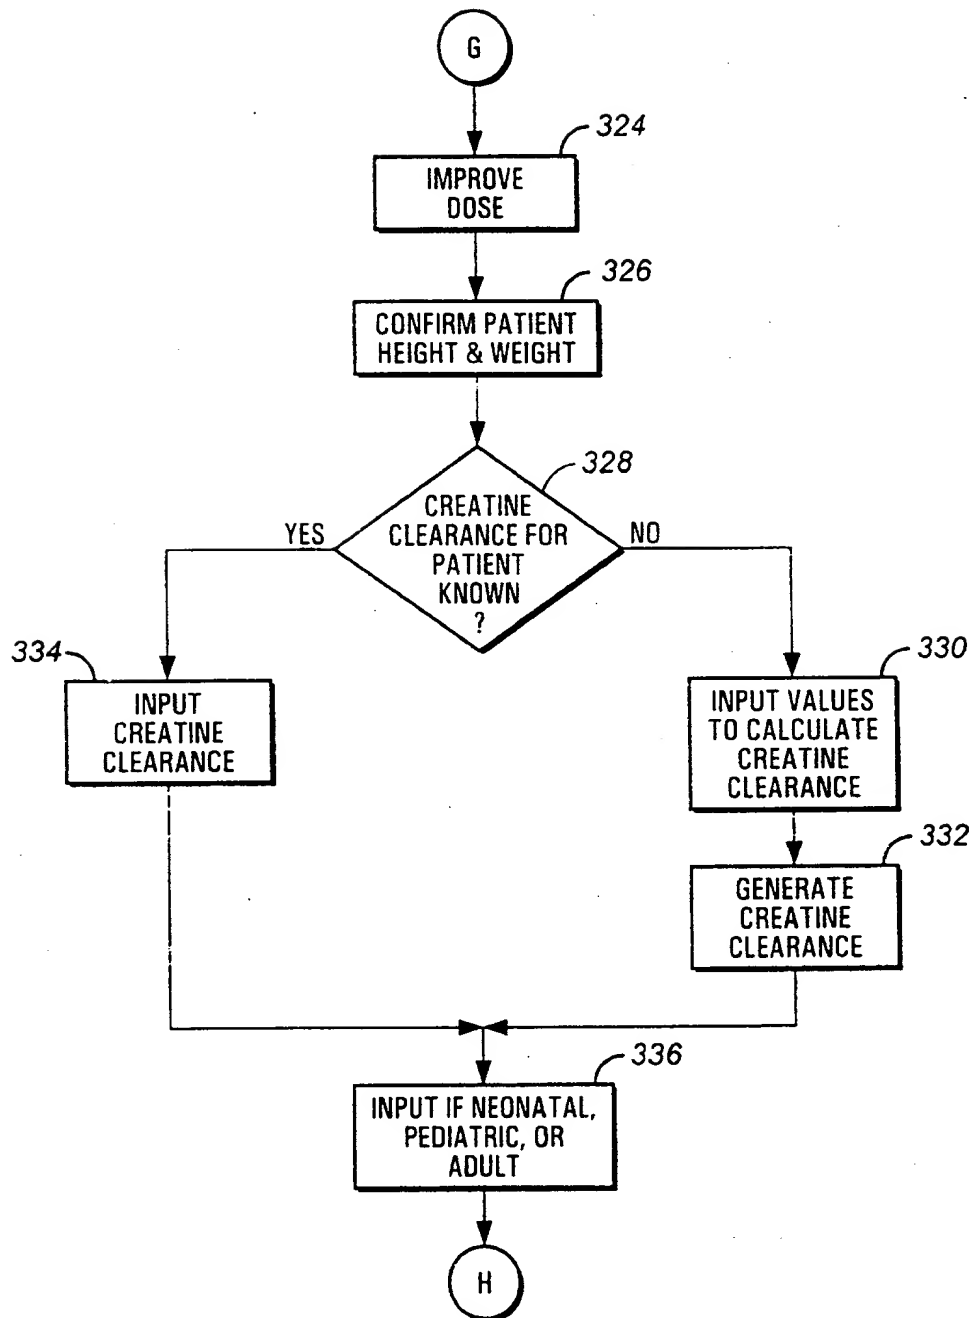 G
324
IMPROVE
DOSE
326
CONFIRM PATIENT
HEIGHT & WEIGHT
328
CREATINE
CLEARANCE FOR
PATIENT
KNOWN
?
YES
NO
334
INPUT
CREATINE
CLEARANCE
330
INPUT VALUES
TO CALCULATE
CREATINE
CLEARANCE
332
GENERATE
CREATINE
CLEARANCE
336
INPUT IF NEONATAL,
PEDIATRIC, OR
ADULT
H